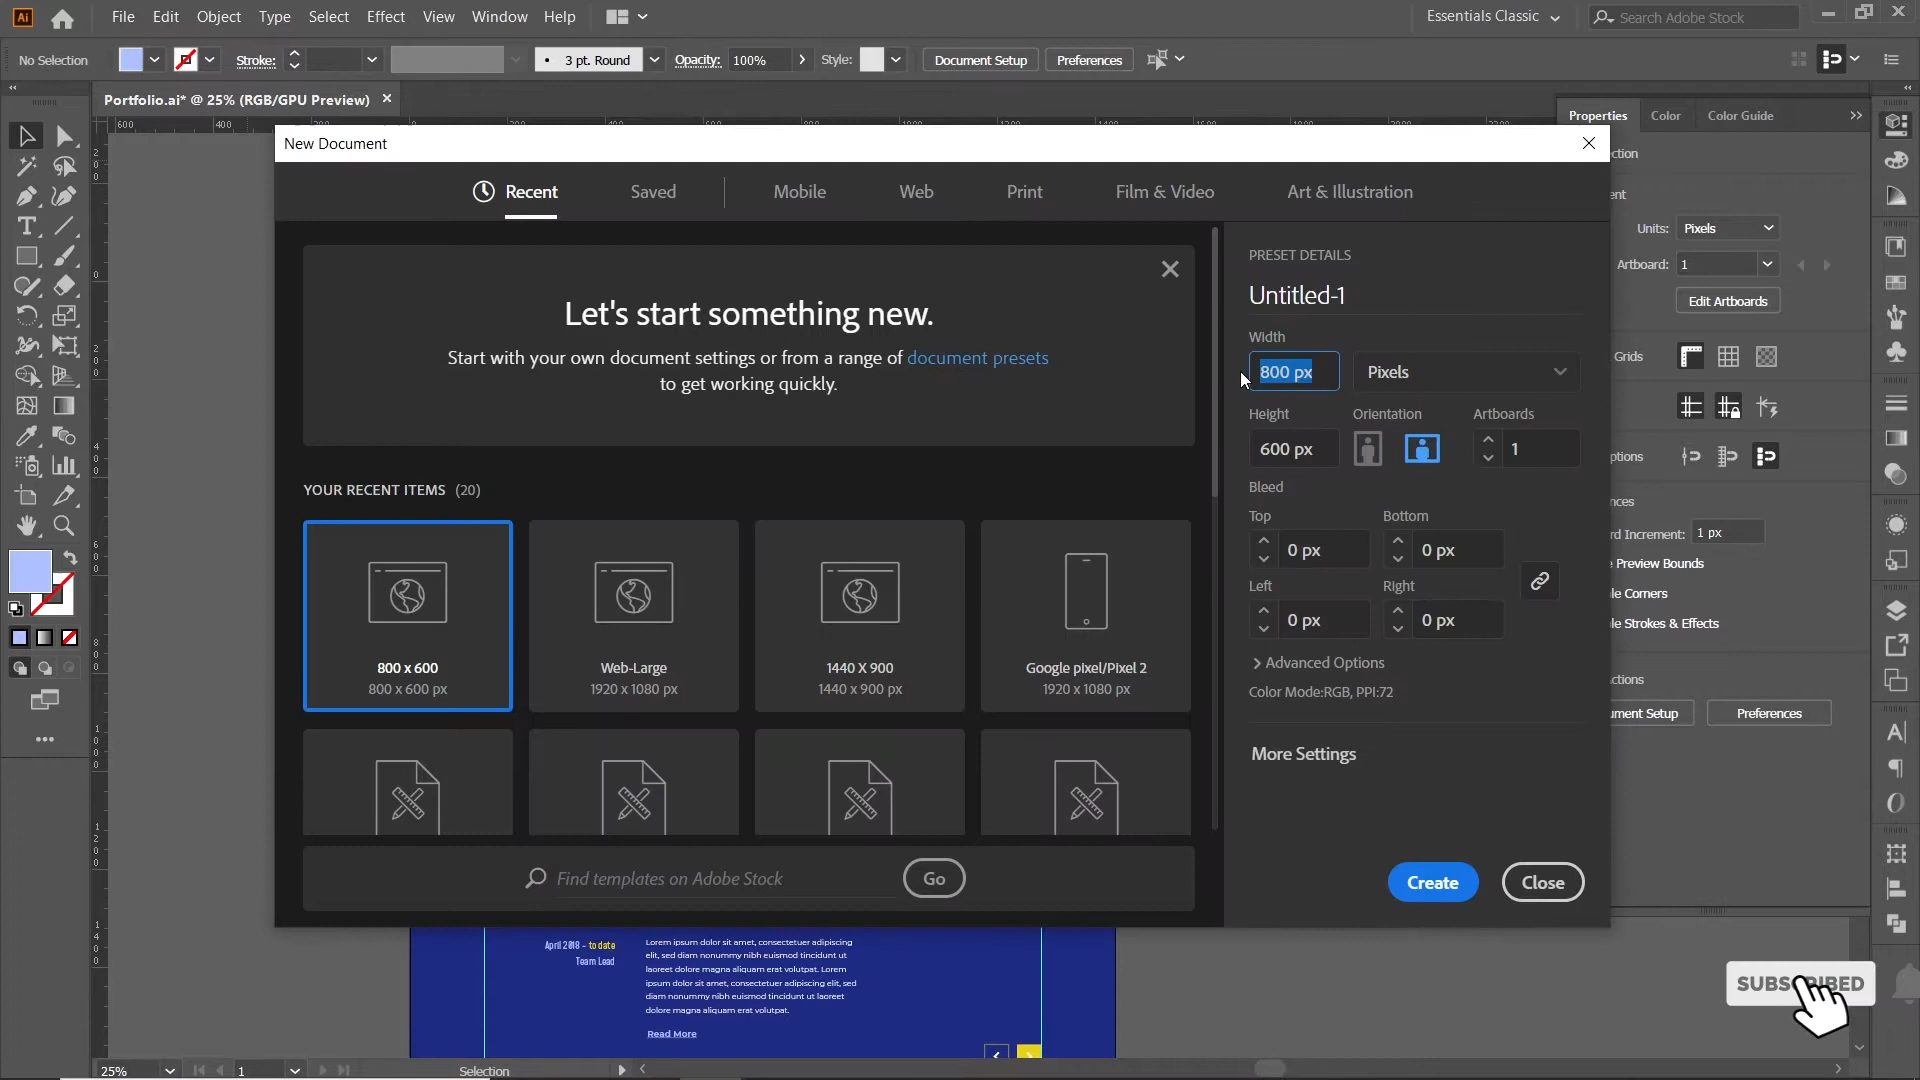 Ai
File
Edit
Object
Type
Select
Effect
View
Window
Help
Essentials Classic
Search Adobe Stock
No Selection
Stroke:
3 pt. Round
Opacity:
100%
Style:
Document Setup
Preferences
Portfolio.ai* @ 25% (RGB/GPU Preview)
Properties
Color
Color Guide
New Document
Recent
Saved
Mobile
Web
Print
Film & Video
Art & Illustration
Let's start something new.
Start with your own document settings or from a range of document presets
to get working quickly.
YOUR RECENT ITEMS (20)
800 x 600
800 x 600 px
Web-Large
1920 x 1080 px
1440 X 900
1440 x 900 px
Google pixel/Pixel 2
1920 x 1080 px
Find templates on Adobe Stock
Go
PRESET DETAILS
Untitled-1
Width
800 px
Pixels
Height
Orientation
Artboards
600 px
1
Bleed
Top
Bottom
0 px
0 px
Left
Right
0 px
0 px
Advanced Options
Color Mode:RGB, PPI:72
More Settings
Create
Close
ction
ent
Units:
Pixels
Artboard:
1
Edit Artboards
Grids
ptions
nces
rd Increment:
1 px
e Preview Bounds
le Corners
le Strokes & Effects
ctions
ument Setup
Preferences
April 2018 - to date
Team Lead
Lorem ipsum dolor sit amet, consectetuer adipiscing
elit, sed diam nonummy nibh euismod tincidunt ut
laoreet dolore magna aliquam erat volutpat. Lorem
ipsum dolor sit amet, consectetuer adipiscing elit, sed
diam nonummy nibh euismod tincidunt ut laoreet
dolore magna aliquam erat volutpat.
Read More
SUBSCRIBED
25%
1
Selection